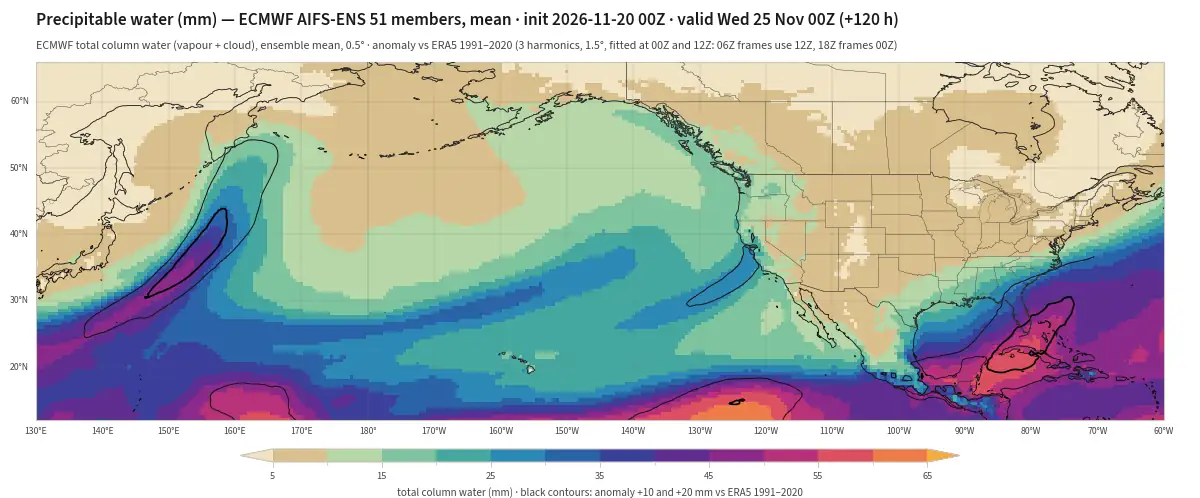 Precipitable water (mm) — ECMWF AIFS-ENS 51 members, mean · init 2026-11-20 00Z · valid Wed 25 Nov 00Z (+120 h)
ECMWF total column water (vapour + cloud), ensemble mean, 0.5° · anomaly vs ERA5 1991–2020 (3 harmonics, 1.5°, fitted at 00Z and 12Z: 06Z frames use 12Z, 18Z frames 00Z)
60°N
50°N
40°N
30°N
20°N
130°E 140°E 150°E 160°E 170°E 180° 170°W 160°W 150°W 140°W 130°W 120°W 110°W 100°W 90°W 80°W 70°W 60°W
5 15 25 35 45 55 65
total column water (mm) · black contours: anomaly +10 and +20 mm vs ERA5 1991–2020